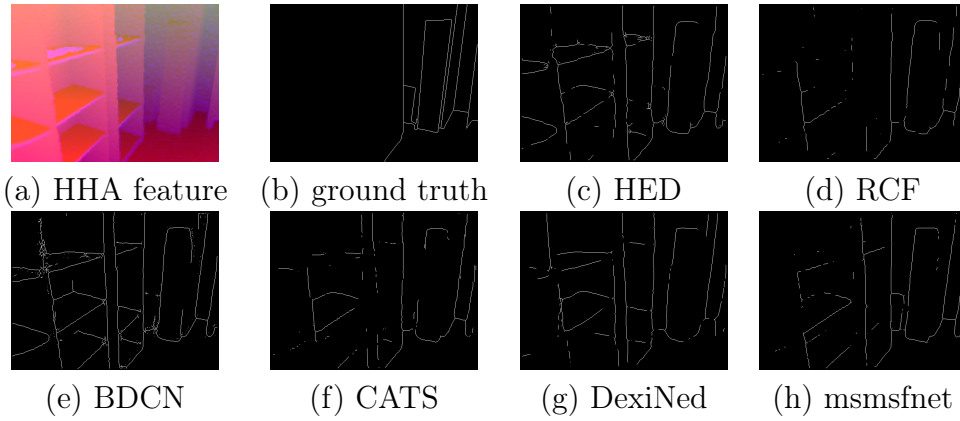 (a) HHA feature (b) ground truth (c) HED (d) RCF
(e) BDCN (f) CATS (g) DexiNed (h) msmsfnet